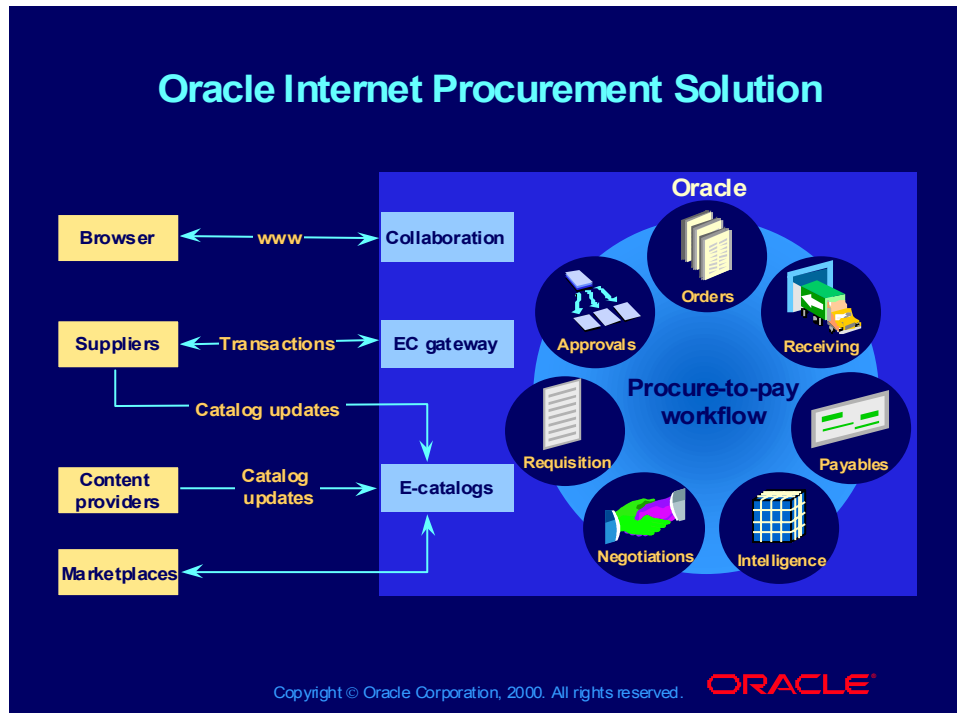 Oracle Internet Procurement Solution
Oracle
Browser
www
Collaboration
Orders
Approvals
Receiving
Suppliers
Transactions
EC gateway
Procure-to-pay
workflow
Catalog updates
Requisition
Payables
Content
providers
Catalog
updates
E-catalogs
Negotiations
Intelligence
Marketplaces
Copyright © Oracle Corporation, 2000. All rights reserved.
ORACLE®